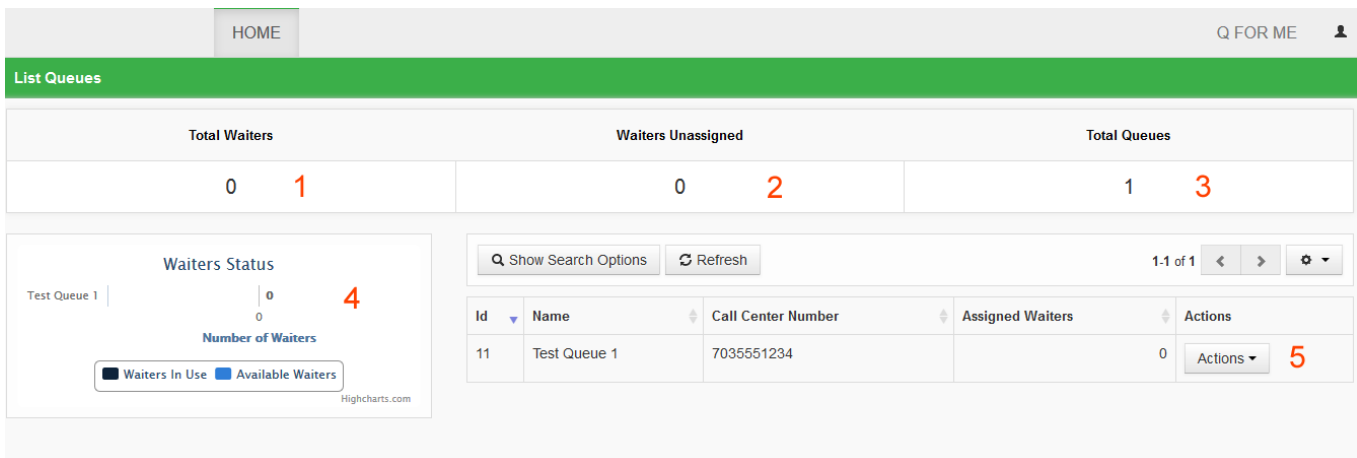 HOME Q FOR ME
List Queues
Total Waiters Waiters Unassigned Total Queues
0 1 0 2 1 3
Waiters Status
Test Queue 1 0 4
0
Number of Waiters
Waiters In Use Available Waiters
Highcharts.com
Show Search Options Refresh 1-1 of 1
Id Name Call Center Number Assigned Waiters Actions
11 Test Queue 1 7035551234 0 Actions 5